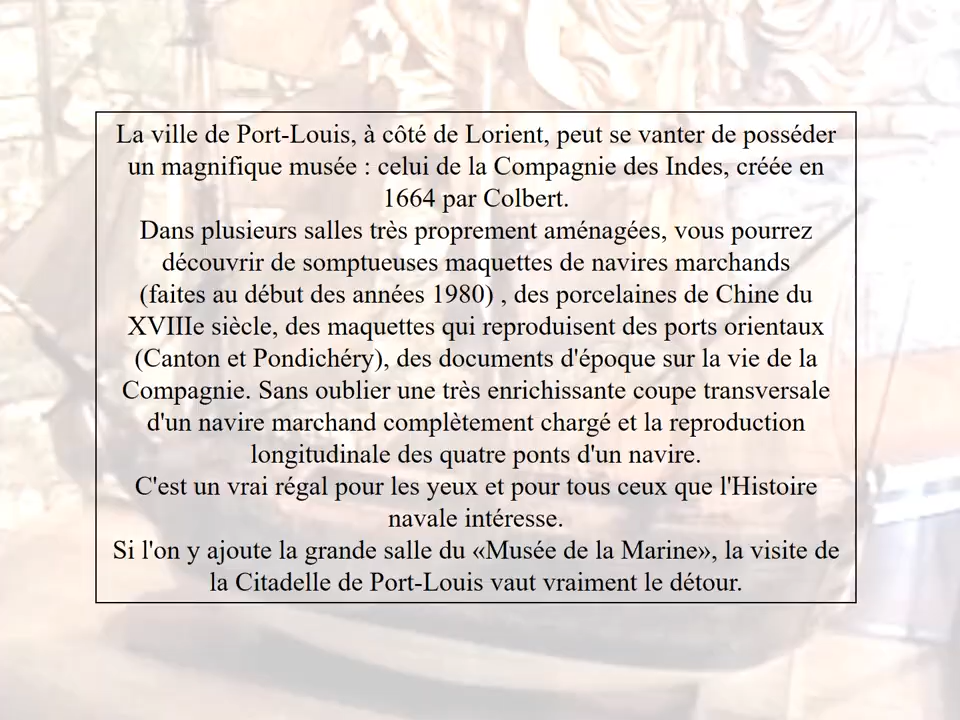 La ville de Port-Louis, à côté de Lorient, peut se vanter de posséder
un magnifique musée : celui de la Compagnie des Indes, créée en
1664 par Colbert.
Dans plusieurs salles très proprement aménagées, vous pourrez
découvrir de somptueuses maquettes de navires marchands
(faites au début des années 1980) , des porcelaines de Chine du
XVIIIe siècle, des maquettes qui reproduisent des ports orientaux
(Canton et Pondichéry), des documents d'époque sur la vie de la
Compagnie. Sans oublier une très enrichissante coupe transversale
d'un navire marchand complètement chargé et la reproduction
longitudinale des quatre ponts d'un navire.
C'est un vrai régal pour les yeux et pour tous ceux que l'Histoire
navale intéresse.
Si l'on y ajoute la grande salle du «Musée de la Marine», la visite de
la Citadelle de Port-Louis vaut vraiment le détour.